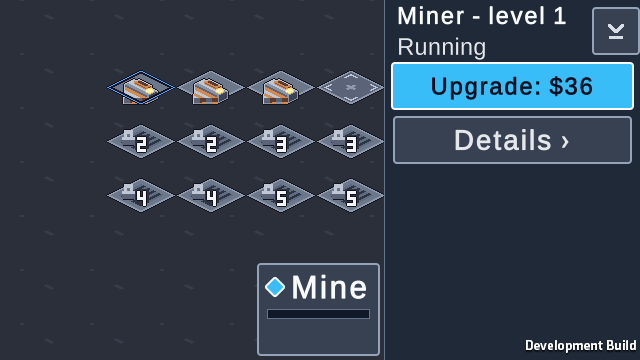 Miner - level 1
Running
Upgrade: $36
Details ›
2 2 3 3
4 4 5 5
Mine
Development Build